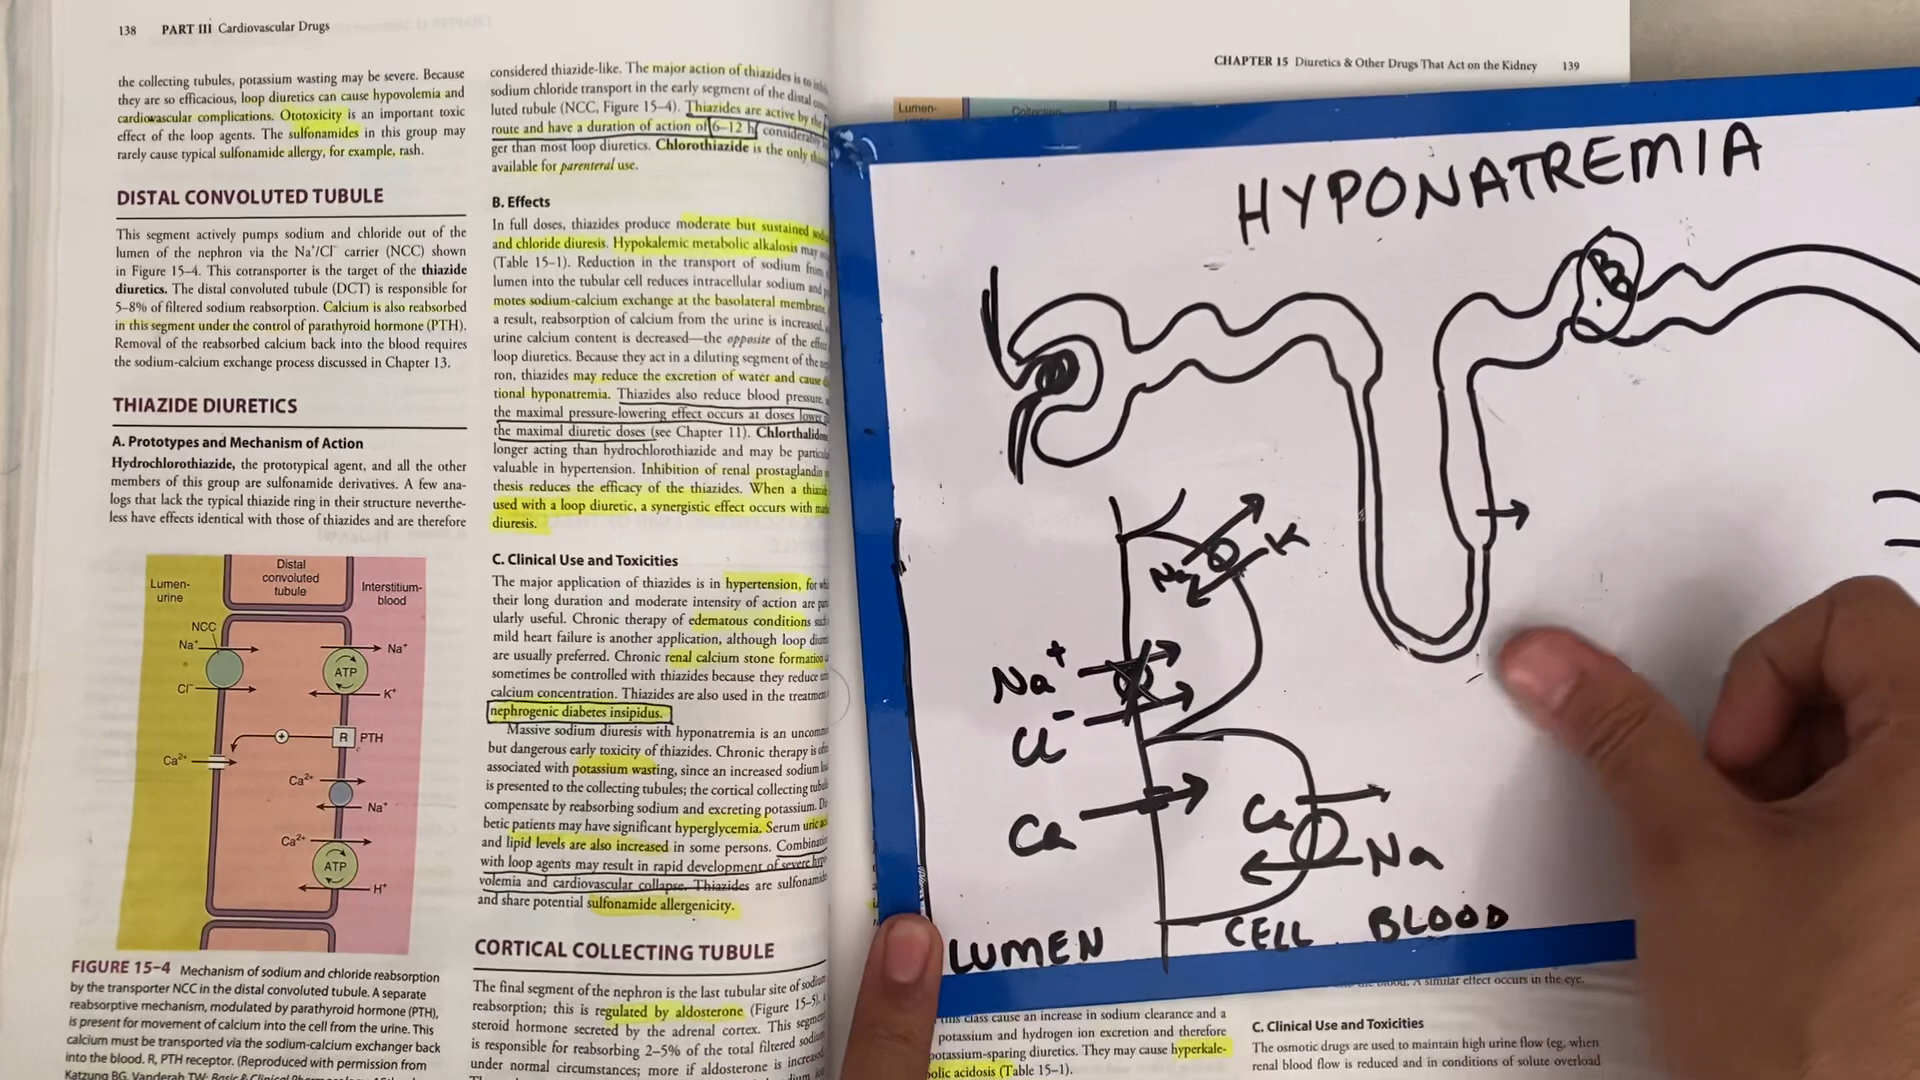 138 PART III Cardiovascular Drugs
the collecting tubules, potassium wasting may be severe. Because
they are so efficacious, loop diuretics can cause hypovolemia and
cardiovascular complications. Ototoxicity is an important toxic
effect of the loop agents. The sulfonamides in this group may
rarely cause typical sulfonamide allergy, for example, rash.
DISTAL CONVOLUTED TUBULE
This segment actively pumps sodium and chloride out of the
lumen of the nephron via the Na⁺/Cl⁻ carrier (NCC) shown
in Figure 15–4. This cotransporter is the target of the thiazide
diuretics. The distal convoluted tubule (DCT) is responsible for
5–8% of filtered sodium reabsorption. Calcium is also reabsorbed
in this segment under the control of parathyroid hormone (PTH).
Removal of the reabsorbed calcium back into the blood requires
the sodium-calcium exchange process discussed in Chapter 13.
THIAZIDE DIURETICS
A. Prototypes and Mechanism of Action
Hydrochlorothiazide, the prototypical agent, and all the other
members of this group are sulfonamide derivatives. A few ana-
logs that lack the typical thiazide ring in their structure neverthe-
less have effects identical with those of thiazides and are therefore
Lumen-
urine
Distal
convoluted
tubule
Interstitium-
blood
NCC
Na⁺
Na⁺
ATP
Cl⁻
K⁺
R PTH
Ca²⁺
Ca²⁺
Na⁺
Ca²⁺
ATP
H⁺
FIGURE 15–4 Mechanism of sodium and chloride reabsorption
by the transporter NCC in the distal convoluted tubule. A separate
reabsorptive mechanism, modulated by parathyroid hormone (PTH),
is present for movement of calcium into the cell from the urine. This
calcium must be transported via the sodium-calcium exchanger back
into the blood. R, PTH receptor. (Reproduced with permission from
Katzung BG, Vanderah TW: Basic & Clinical
considered thiazide-like. The major action of thiazides is to
sodium chloride transport in the early segment of the distal
luted tubule (NCC, Figure 15–4). Thiazides are active by the
route and have a duration of action of 6–12 h,
ger than most loop diuretics. Chlorothiazide is the only
available for parenteral use.
B. Effects
In full doses, thiazides produce moderate but sustained
and chloride diuresis. Hypokalemic metabolic alkalosis may
(Table 15–1). Reduction in the transport of sodium from
lumen into the tubular cell reduces intracellular sodium and
motes sodium-calcium exchange at the basolateral membrane.
a result, reabsorption of calcium from the urine is increased,
urine calcium content is decreased—the opposite of the
loop diuretics. Because they act in a diluting segment of the
ron, thiazides may reduce the excretion of water and cause
tional hyponatremia. Thiazides also reduce blood pressure,
the maximal pressure-lowering effect occurs at doses lower
the maximal diuretic doses (see Chapter 11). Chlorthalidone
longer acting than hydrochlorothiazide and may be
valuable in hypertension. Inhibition of renal prostaglandin
thesis reduces the efficacy of the thiazides. When a
used with a loop diuretic, a synergistic effect occurs with
diuresis.
C. Clinical Use and Toxicities
The major application of thiazides is in hypertension, for
their long duration and moderate intensity of action are
ularly useful. Chronic therapy of edematous conditions
mild heart failure is another application, although loop
are usually preferred. Chronic renal calcium stone formation
sometimes be controlled with thiazides because they reduce
calcium concentration. Thiazides are also used in the treatment
nephrogenic diabetes insipidus.
Massive sodium diuresis with hyponatremia is an
but dangerous early toxicity of thiazides. Chronic therapy is
associated with potassium wasting, since an increased sodium
is presented to the collecting tubules; the cortical collecting
compensate by reabsorbing sodium and excreting potassium.
betic patients may have significant hyperglycemia. Serum uric
and lipid levels are also increased in some persons.
with loop agents may result in rapid development of severe
volemia and cardiovascular collapse. Thiazides are
and share potential sulfonamide allergenicity.
CORTICAL COLLECTING TUBULE
The final segment of the nephron is the last tubular site of sodium
reabsorption; this is regulated by aldosterone (Figure 15–5), a
steroid hormone secreted by the adrenal cortex. This segment
is responsible for reabsorbing 2–5% of the total filtered sodium
under normal circumstances; more if aldosterone is increased.
CHAPTER 15 Diuretics & Other Drugs That Act on the Kidney 139
Lumen-
HYPONATREMIA
Na
K
Na⁺
Cl⁻
Ca
Ca
Na
LUMEN CELL BLOOD
A similar effect occurs in the eye.
this class cause an increase in sodium clearance and a
potassium and hydrogen ion excretion and therefore
potassium-sparing diuretics. They may cause hyperkale-
bolic acidosis (Table 15–1).
C. Clinical Use and Toxicities
The osmotic drugs are used to maintain high urine flow (eg, when
renal blood flow is reduced and in conditions of solute overload